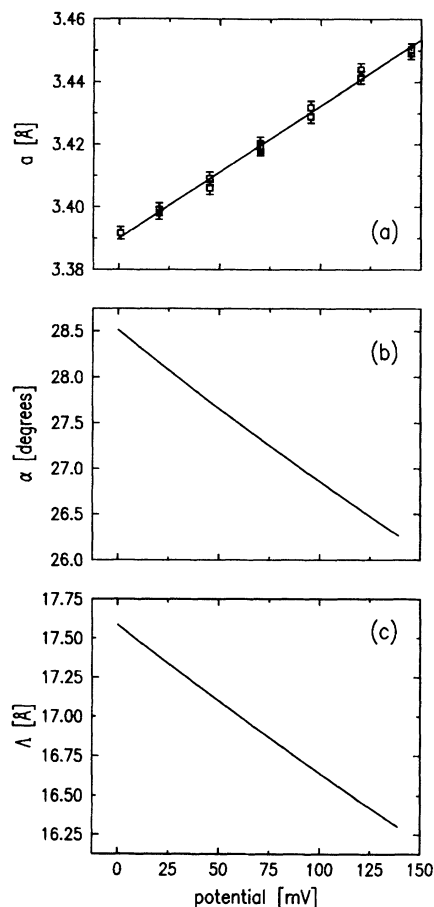 3.46
3.44
3.42
3.40
3.38
a [Å]
(a)
28.5
28.0
27.5
27.0
26.5
26.0
α [degrees]
(b)
17.75
17.50
17.25
17.00
16.75
16.50
16.25
Λ [Å]
(c)
0 25 50 75 100 125 150
potential [mV]